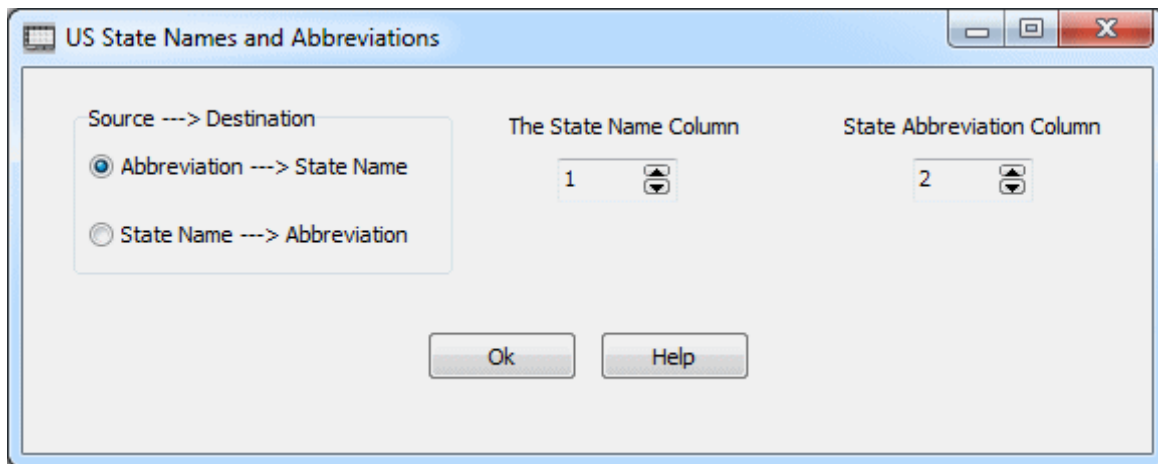 US State Names and Abbreviations
Source ---> Destination
Abbreviation ---> State Name
State Name ---> Abbreviation
The State Name Column
1
State Abbreviation Column
2
Ok
Help